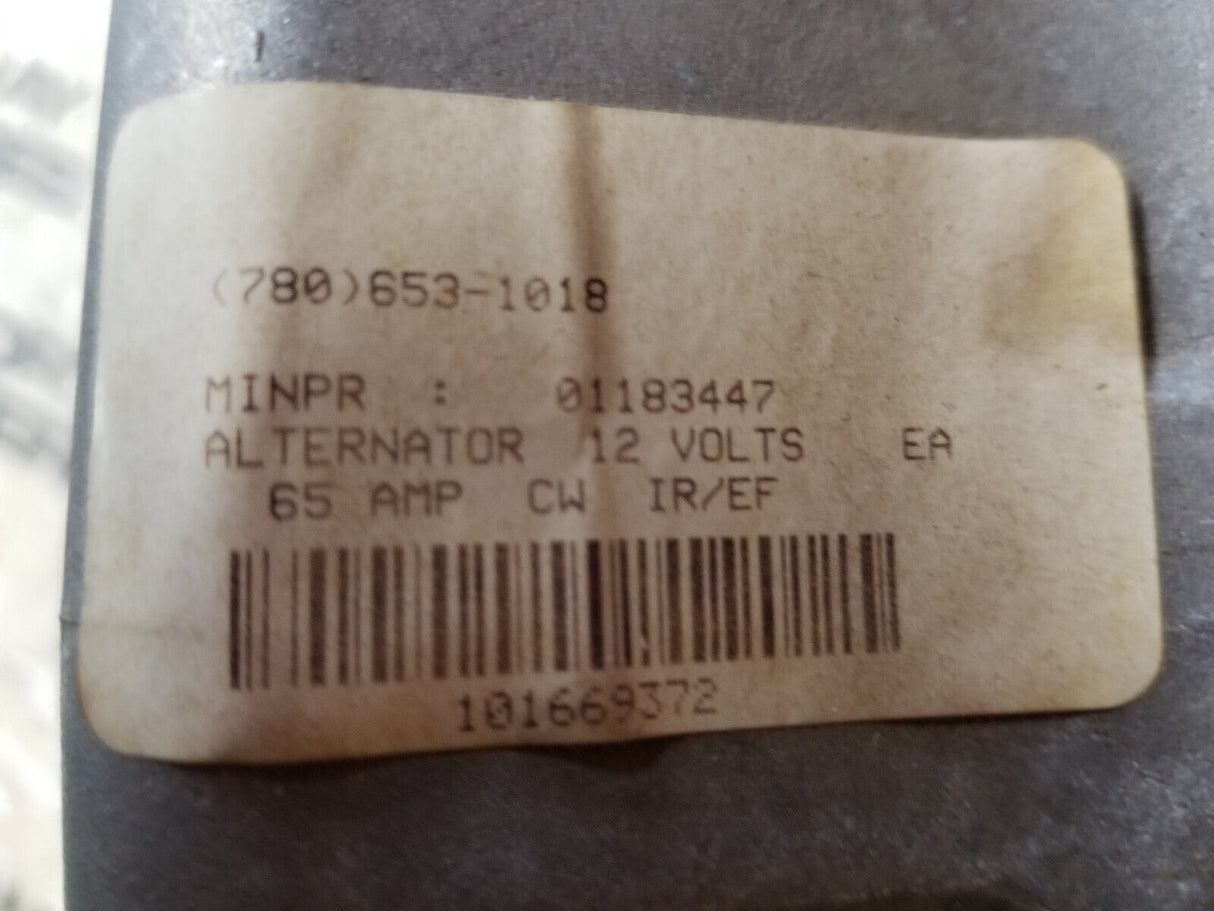 (780)653-1018
MINPR : 01183447
ALTERNATOR 12 VOLTS EA
65 AMP CW IR/EF
101669372